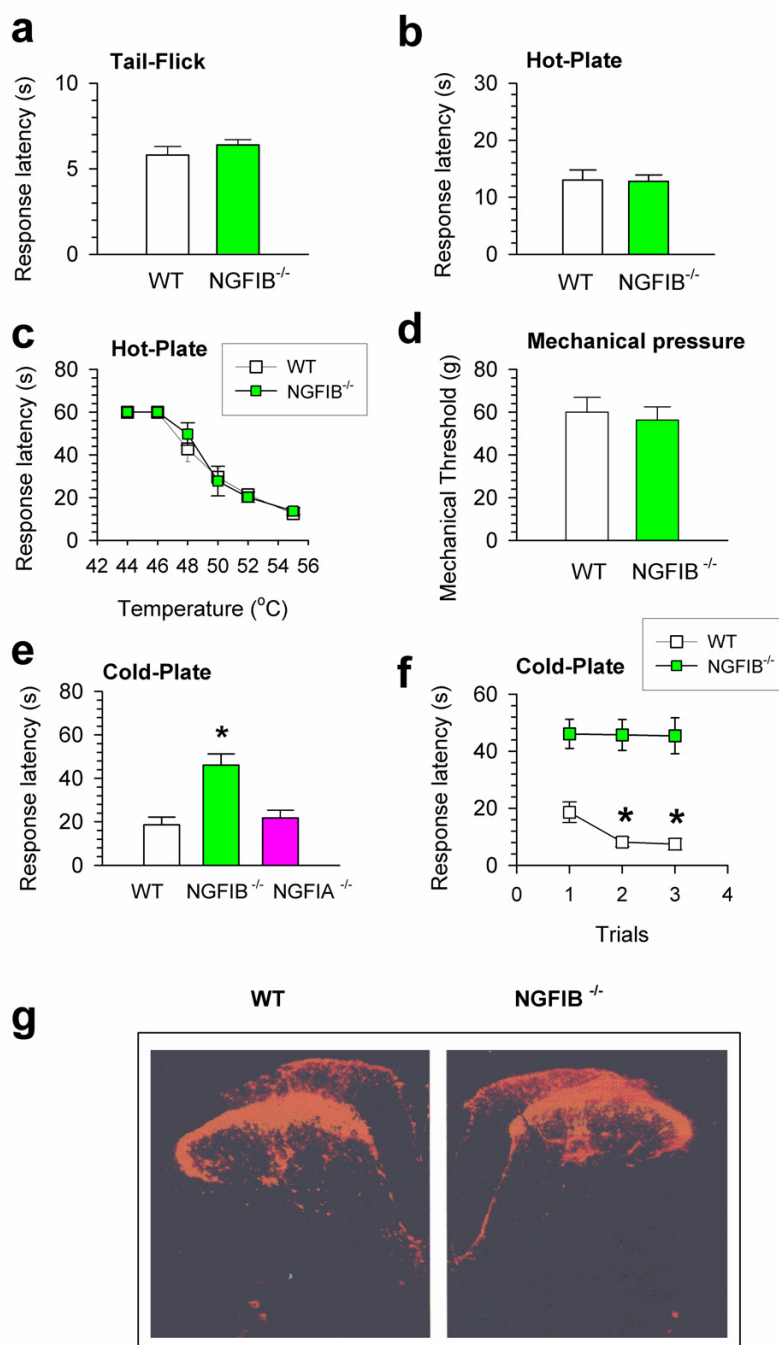 a
Tail-Flick
Response latency (s)
10
5
0
WT NGFIB-/-
b
Hot-Plate
Response latency (s)
30
20
10
0
WT NGFIB-/-
c
Hot-Plate
WT
NGFIB-/-
Response latency (s)
80
60
40
20
0
42 44 46 48 50 52 54 56
Temperature (oC)
d
Mechanical pressure
Mechanical Threshold (g)
80
60
40
20
0
WT NGFIB -/-
e
Cold-Plate
Response latency (s)
80
60
40
20
0
*
WT NGFIB -/- NGFIA -/-
f
WT
NGFIB-/-
Cold-Plate
Response latency (s)
60
40
20
0
* *
0 1 2 3 4
Trials
g
WT NGFIB -/-